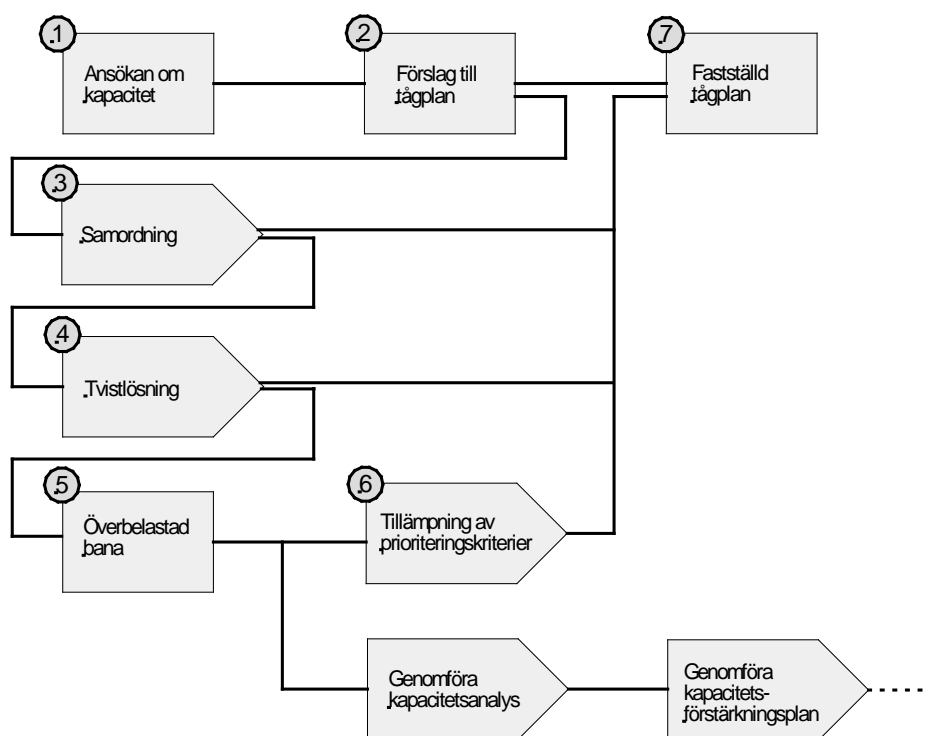 1
Ansökan om
kapacitet
2
Förslag till
tågplan
7
Fastställd
tågplan
3
Samordning
4
Tvistlösning
5
Överbelastad
bana
6
Tillämpning av
prioriteringskriterier
Genomföra
kapacitetsanalys
Genomföra
kapacitets-
förstärkningsplan